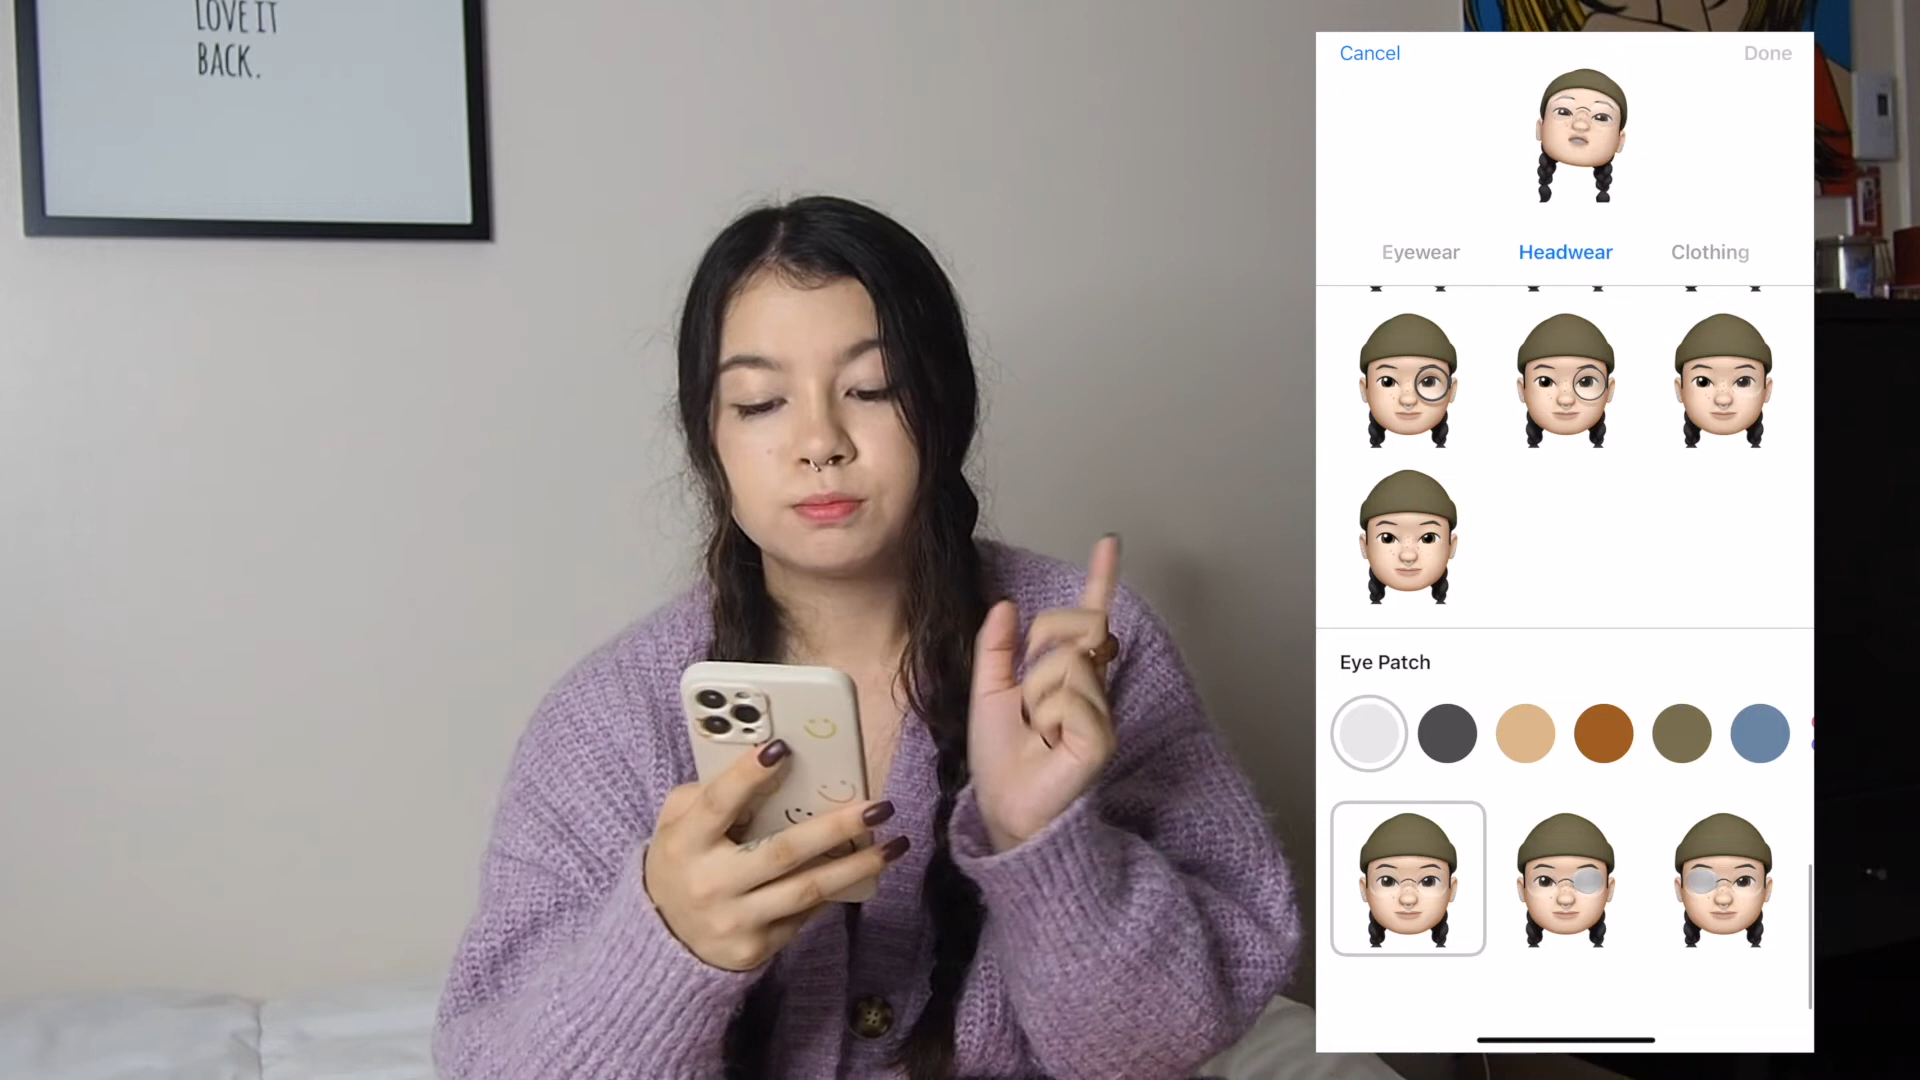 LOVE IT
BACK.
Cancel
Done
Eyewear
Headwear
Clothing
Eye Patch